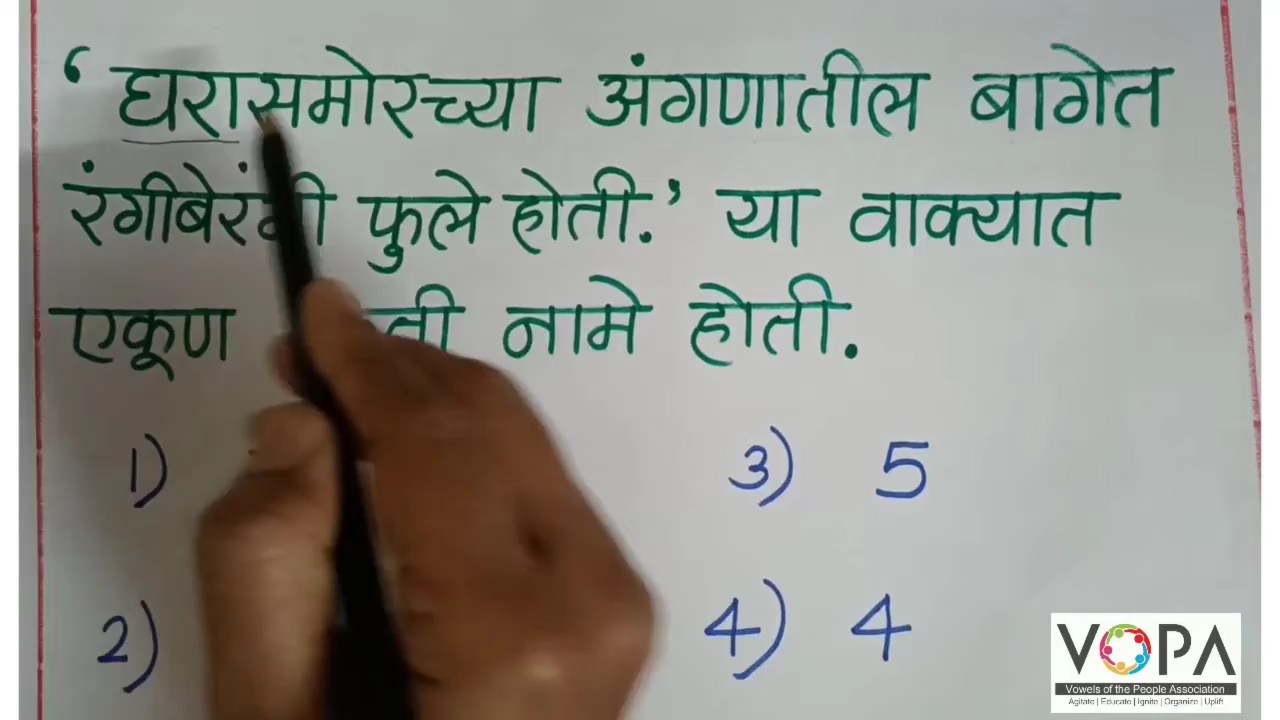 ‘घरासमोरच्या अंगणातील बागेत
रंगीबेरंगी फुले होती.’ या वाक्यात
एकूण नामे होती.
1)
3) 5
2)
4) 4
VOPA
Vowels of the People Association
Agitate | Educate | Ignite | Organize | Uplift